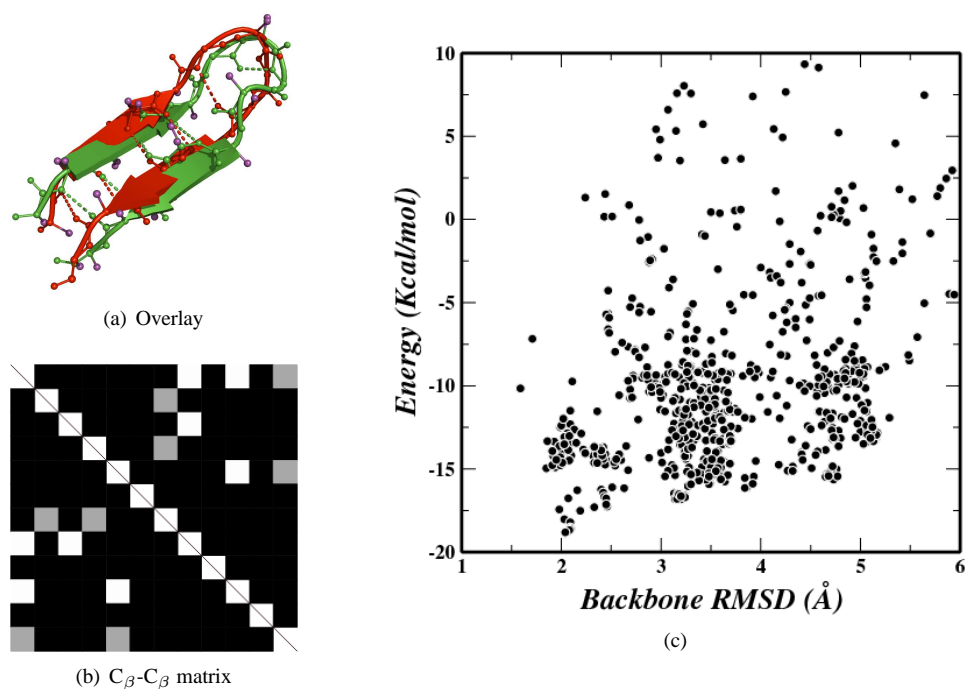 (a) Overlay
(b) Cβ-Cβ matrix
10
5
0
-5
-10
-15
-20
Energy (Kcal/mol)
1 2 3 4 5 6
Backbone RMSD (Å)
(c)